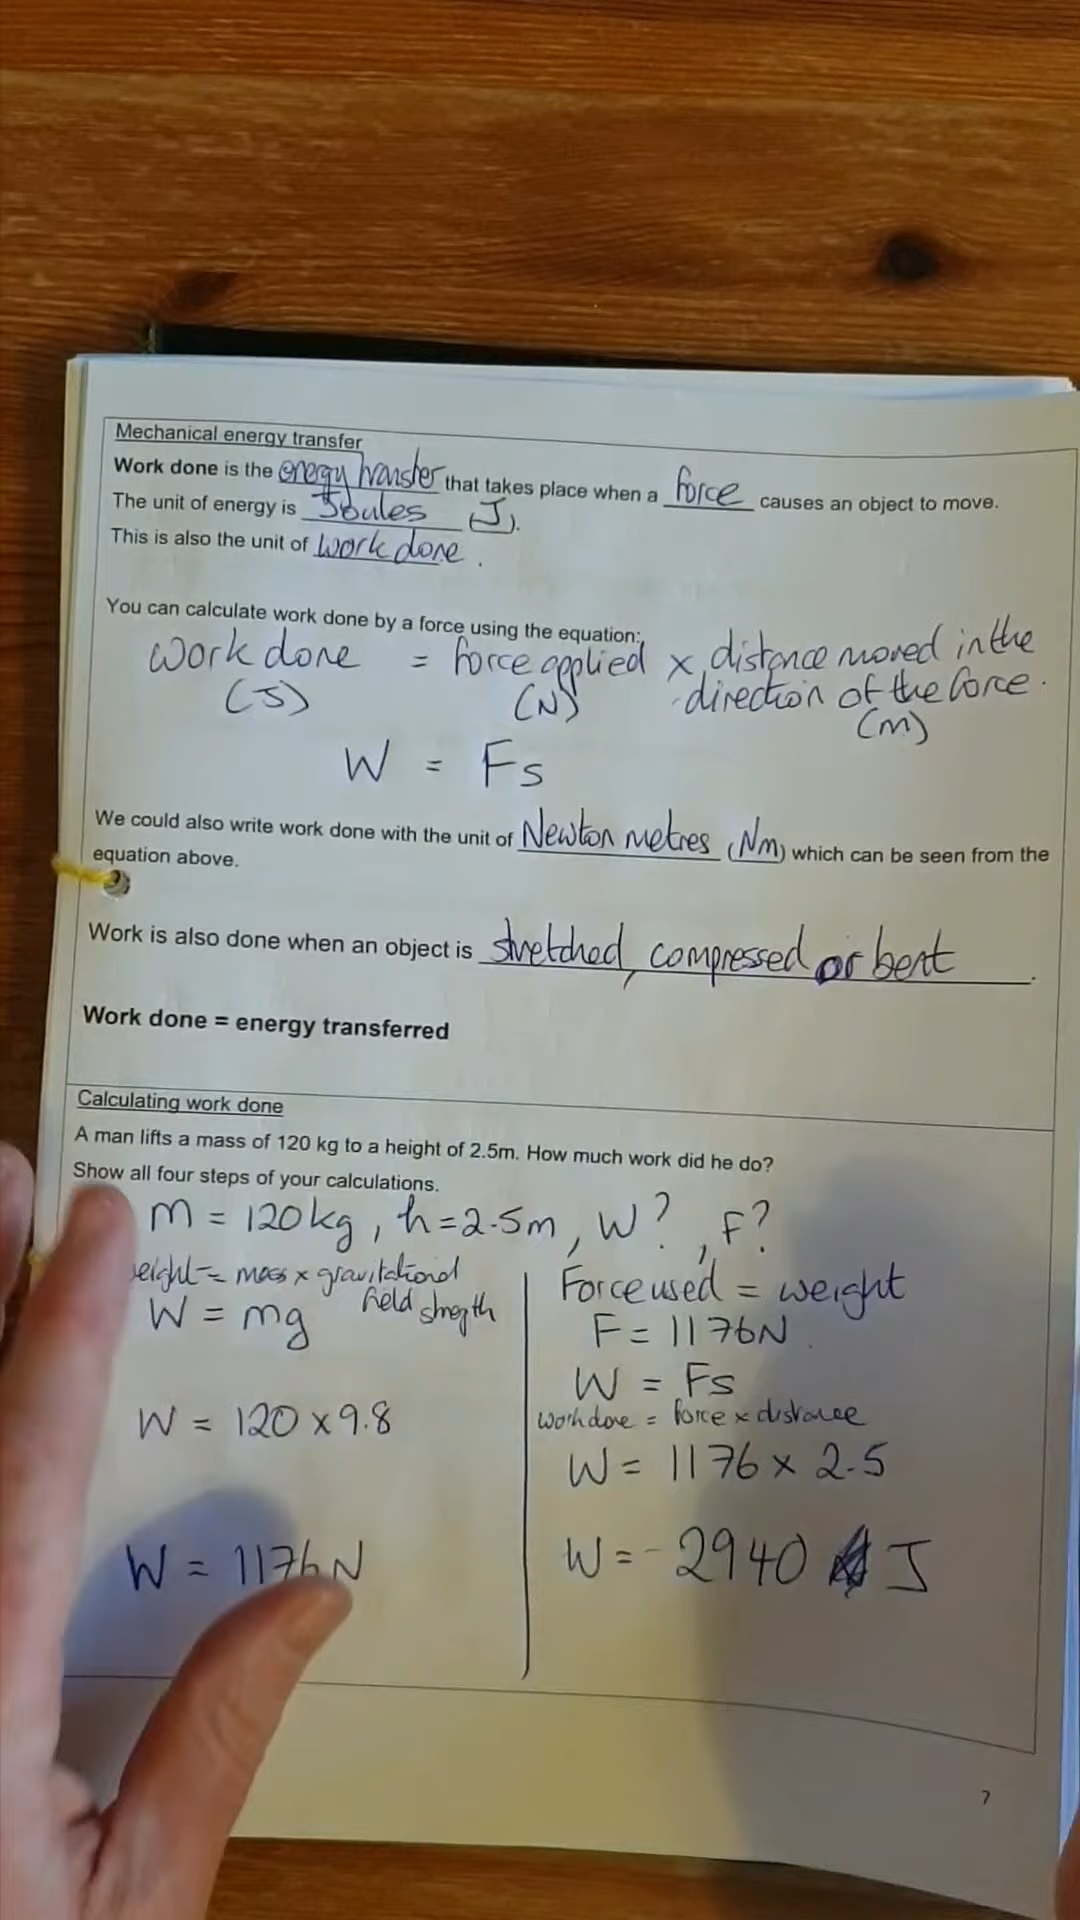 Mechanical energy transfer
Work done is the energy transfer that takes place when a force causes an object to move.
The unit of energy is Joules (J).
This is also the unit of work done.
You can calculate work done by a force using the equation:
work done = force applied × distance moved in the
direction of the force.
(J) (N) (m)
W = Fs
We could also write work done with the unit of Newton metres (Nm) which can be seen from the
equation above.
Work is also done when an object is stretched, compressed or bent.
Work done = energy transferred
Calculating work done
A man lifts a mass of 120 kg to a height of 2.5m. How much work did he do?
Show all four steps of your calculations.
m = 120kg, h = 2.5m, W?, F?
eight = mass × gravitational
field strength
W = mg
W = 120 × 9.8
W = 1176N
Force used = weight
F = 1176N
W = Fs
work done = force × distance
W = 1176 × 2.5
W = 2940 J
7